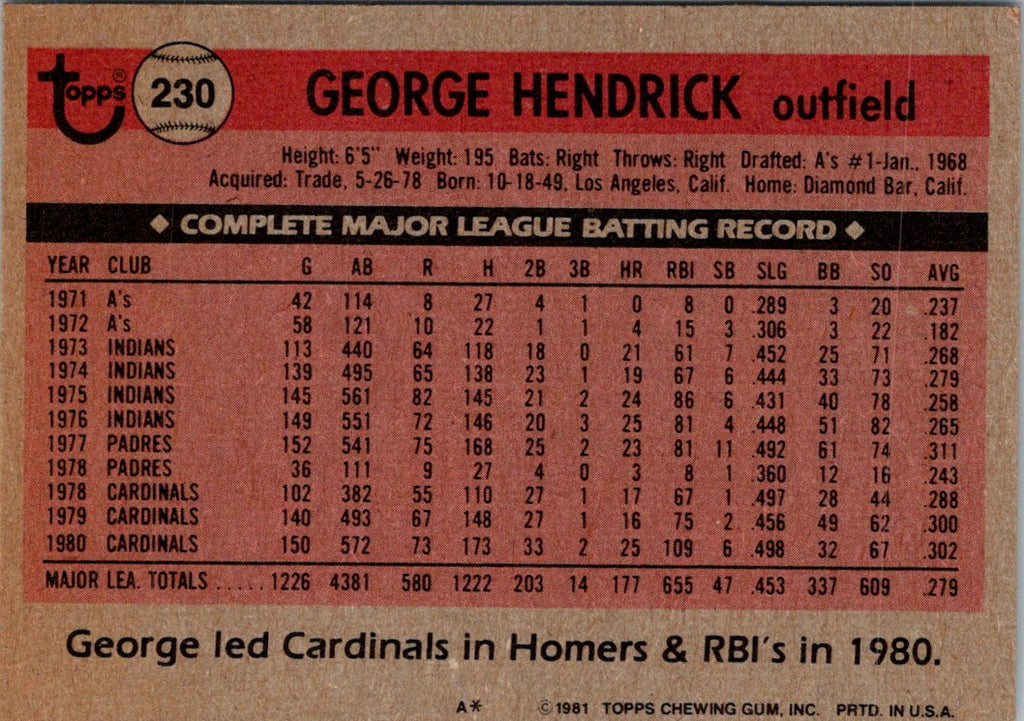 topps® 230 GEORGE HENDRICK outfield
Height: 6'5" Weight: 195 Bats: Right Throws: Right Drafted: A's #1-Jan., 1968
Acquired: Trade, 5-26-78 Born: 10-18-49, Los Angeles, Calif. Home: Diamond Bar, Calif.
◆ COMPLETE MAJOR LEAGUE BATTING RECORD ◆
YEAR CLUB G AB R H 2B 3B HR RBI SB SLG BB SO AVG
1971 A's 42 114 8 27 4 1 0 8 0 .289 3 20 .237
1972 A's 58 121 10 22 1 1 4 15 3 .306 3 22 .182
1973 INDIANS 113 440 64 118 18 0 21 61 7 .452 25 71 .268
1974 INDIANS 139 495 65 138 23 1 19 67 6 .444 33 73 .279
1975 INDIANS 145 561 82 145 21 2 24 86 6 .431 40 78 .258
1976 INDIANS 149 551 72 146 20 3 25 81 4 .448 51 82 .265
1977 PADRES 152 541 75 168 25 2 23 81 11 .492 61 74 .311
1978 PADRES 36 111 9 27 4 0 3 8 1 .360 12 16 .243
1978 CARDINALS 102 382 55 110 27 1 17 67 1 .497 28 44 .288
1979 CARDINALS 140 493 67 148 27 1 16 75 2 .456 49 62 .300
1980 CARDINALS 150 572 73 173 33 2 25 109 6 .498 32 67 .302
MAJOR LEA. TOTALS ..... 1226 4381 580 1222 203 14 177 655 47 .453 337 609 .279
George led Cardinals in Homers & RBI's in 1980.
A* © 1981 TOPPS CHEWING GUM, INC. PRTD. IN U.S.A.